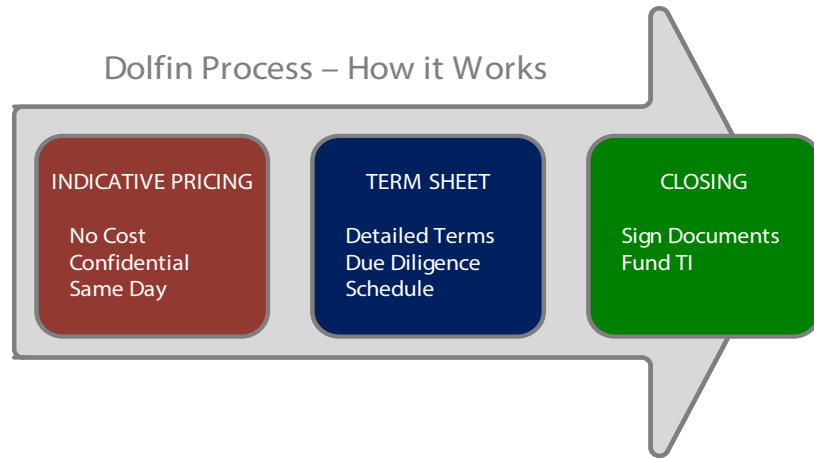 Dolfin Process – How it Works
INDICATIVE PRICING
No Cost
Confidential
Same Day
TERM SHEET
Detailed Terms
Due Diligence
Schedule
CLOSING
Sign Documents
Fund TI